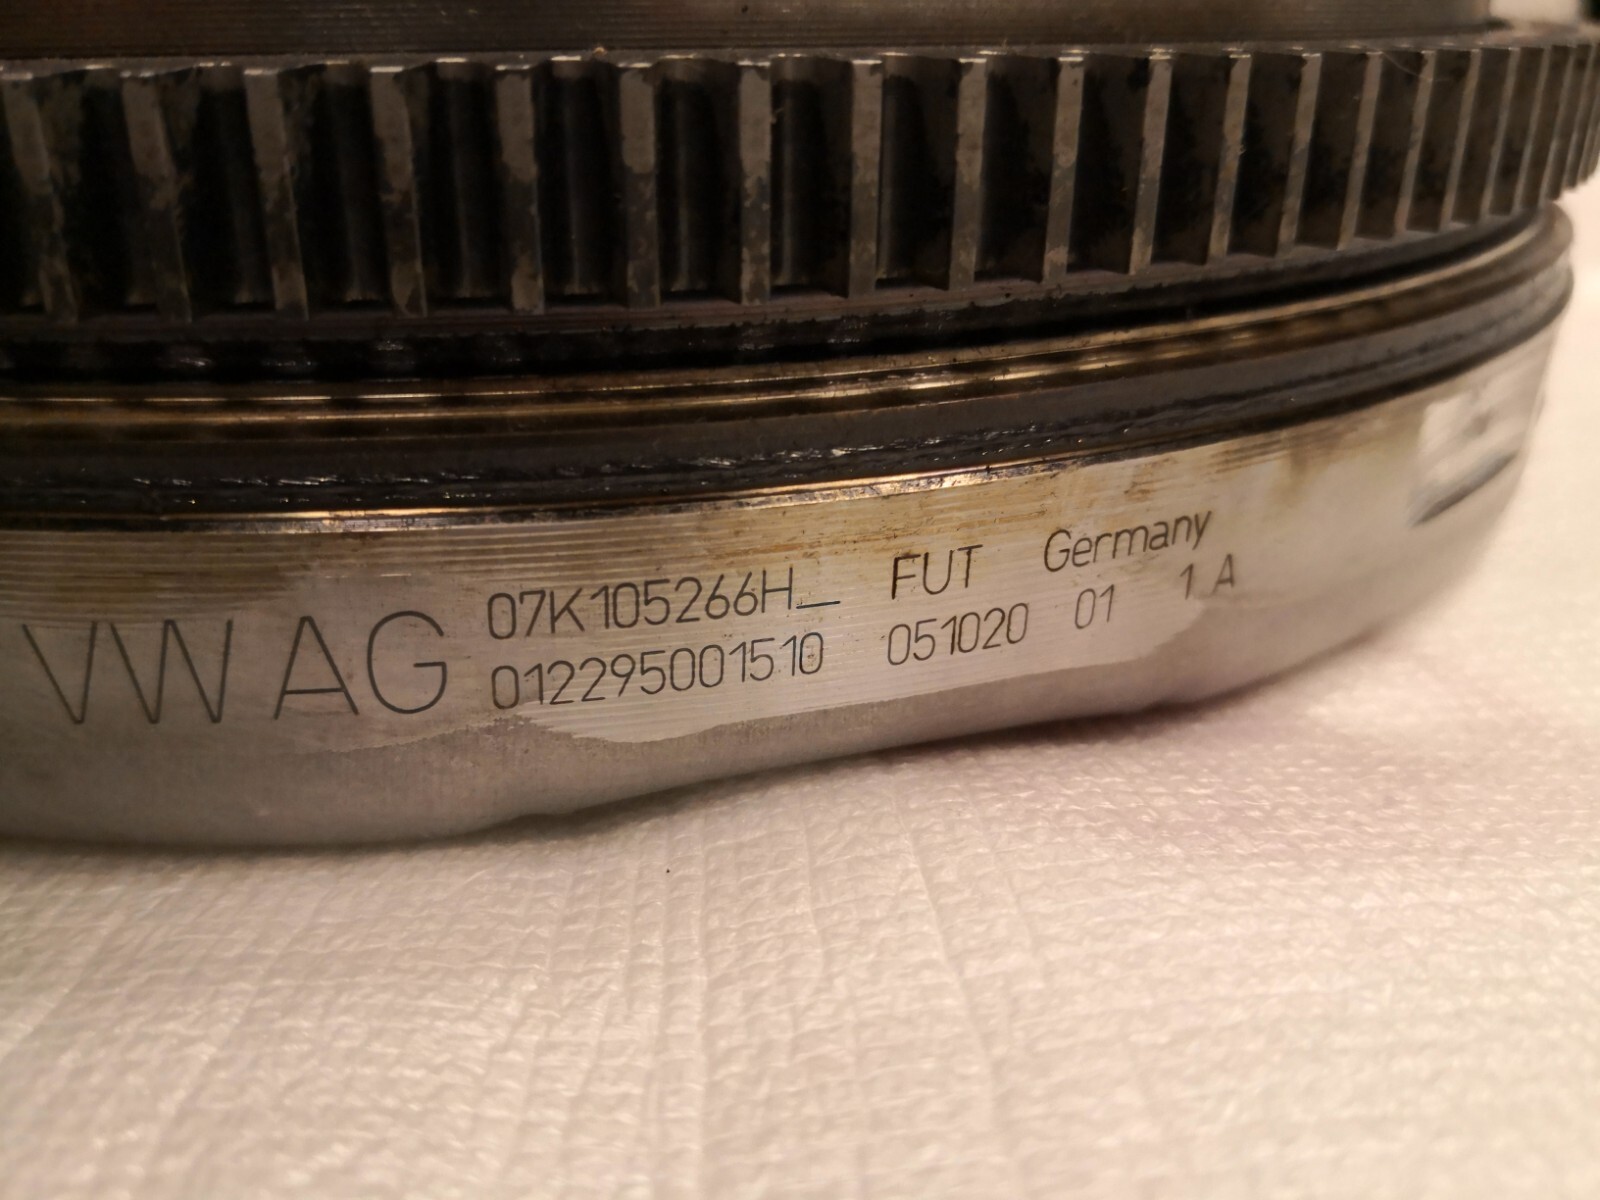 VW AG
07K105266H_ FUT Germany
012295001510 051020 01 1 A